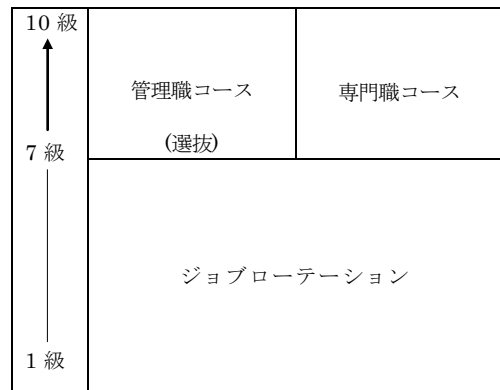 10 級
管理職コース
専門職コース
(選抜)
7 級
ジョブローテーション
1 級